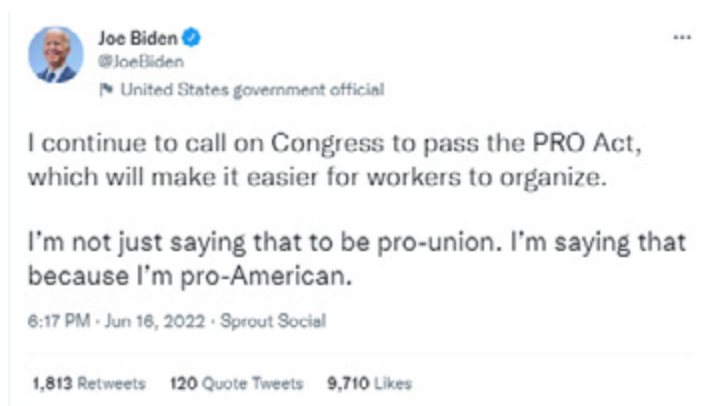 Joe Biden
@JoeBiden
United States government official
I continue to call on Congress to pass the PRO Act,
which will make it easier for workers to organize.
I'm not just saying that to be pro-union. I'm saying that
because I'm pro-American.
6:17 PM · Jun 16, 2022 · Sprout Social
1,813 Retweets 120 Quote Tweets 9,710 Likes